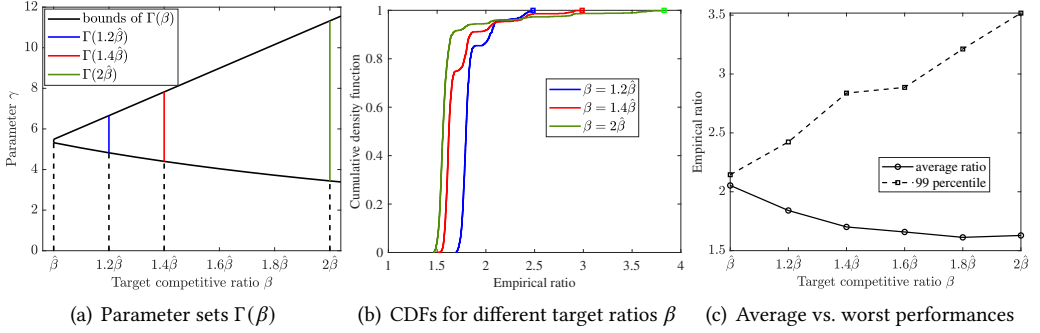 12
10
8
6
4
2
0
Parameter γ
bounds of Γ(β)
Γ(1.2β̂)
Γ(1.4β̂)
Γ(2β̂)
β̂ 1.2β̂ 1.4β̂ 1.6β̂ 1.8β̂ 2β̂
Target competitive ratio β
(a) Parameter sets Γ(β)
1
0.8
0.6
0.4
0.2
0
Cumulative density function
β = 1.2β̂
β = 1.4β̂
β = 2β̂
1 1.5 2 2.5 3 3.5 4
Empirical ratio
(b) CDFs for different target ratios β
3.5
3
2.5
2
1.5
Empirical ratio
average ratio
99 percentile
β̂ 1.2β̂ 1.4β̂ 1.6β̂ 1.8β̂ 2β̂
Target competitive ratio β
(c) Average vs. worst performances